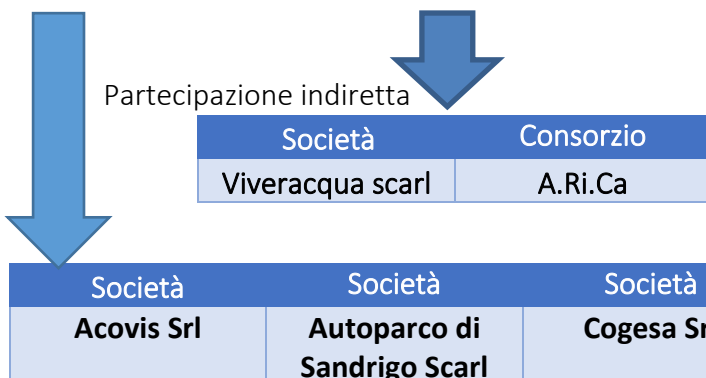 Partecipazione indiretta
Società Consorzio
Viveracqua scarl A.Ri.Ca
Società Società Società
Acovis Srl Autoparco di Cogesa
Sandrigo Scarl